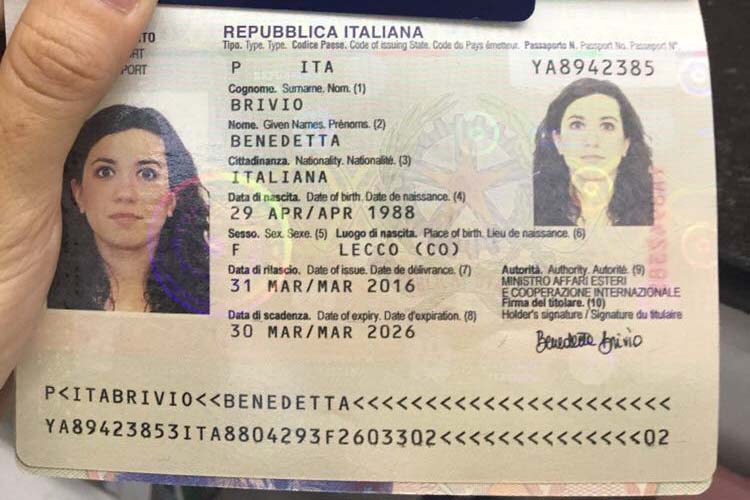 REPUBBLICA ITALIANA
Tipo. Type. Type. Codice Paese. Code of issuing State. Code du Pays émetteur. Passaporto N. Passport No. Passeport N°
RT
PORT
P ITA YA8942385
Cognome. Surname. Nom. (1)
BRIVIO
Nome. Given Names. Prénoms. (2)
BENEDETTA
Cittadinanza. Nationality. Nationalité. (3)
ITALIANA
Data di nascita. Date of birth. Date de naissance. (4)
29 APR/APR 1988
Sesso. Sex. Sexe. (5) Luogo di nascita. Place of birth. Lieu de naissance. (6)
F LECCO (CO)
Data di rilascio. Date of issue. Date de délivrance. (7)
31 MAR/MAR 2016
Autorità. Authority. Autorité. (9)
MINISTRO AFFARI ESTERI
E COOPERAZIONE INTERNAZIONALE
Data di scadenza. Date of expiry. Date d'expiration. (8)
30 MAR/MAR 2026
Firma del titolare. (10)
Holder's signature / Signature du titulaire
Benedetta Brivio
P<ITABRIVIO<<BENEDETTA<<<<<<<<<<<<<<<<<<<<<<
YA89423853ITA8804293F2603302<<<<<<<<<<<<<<02